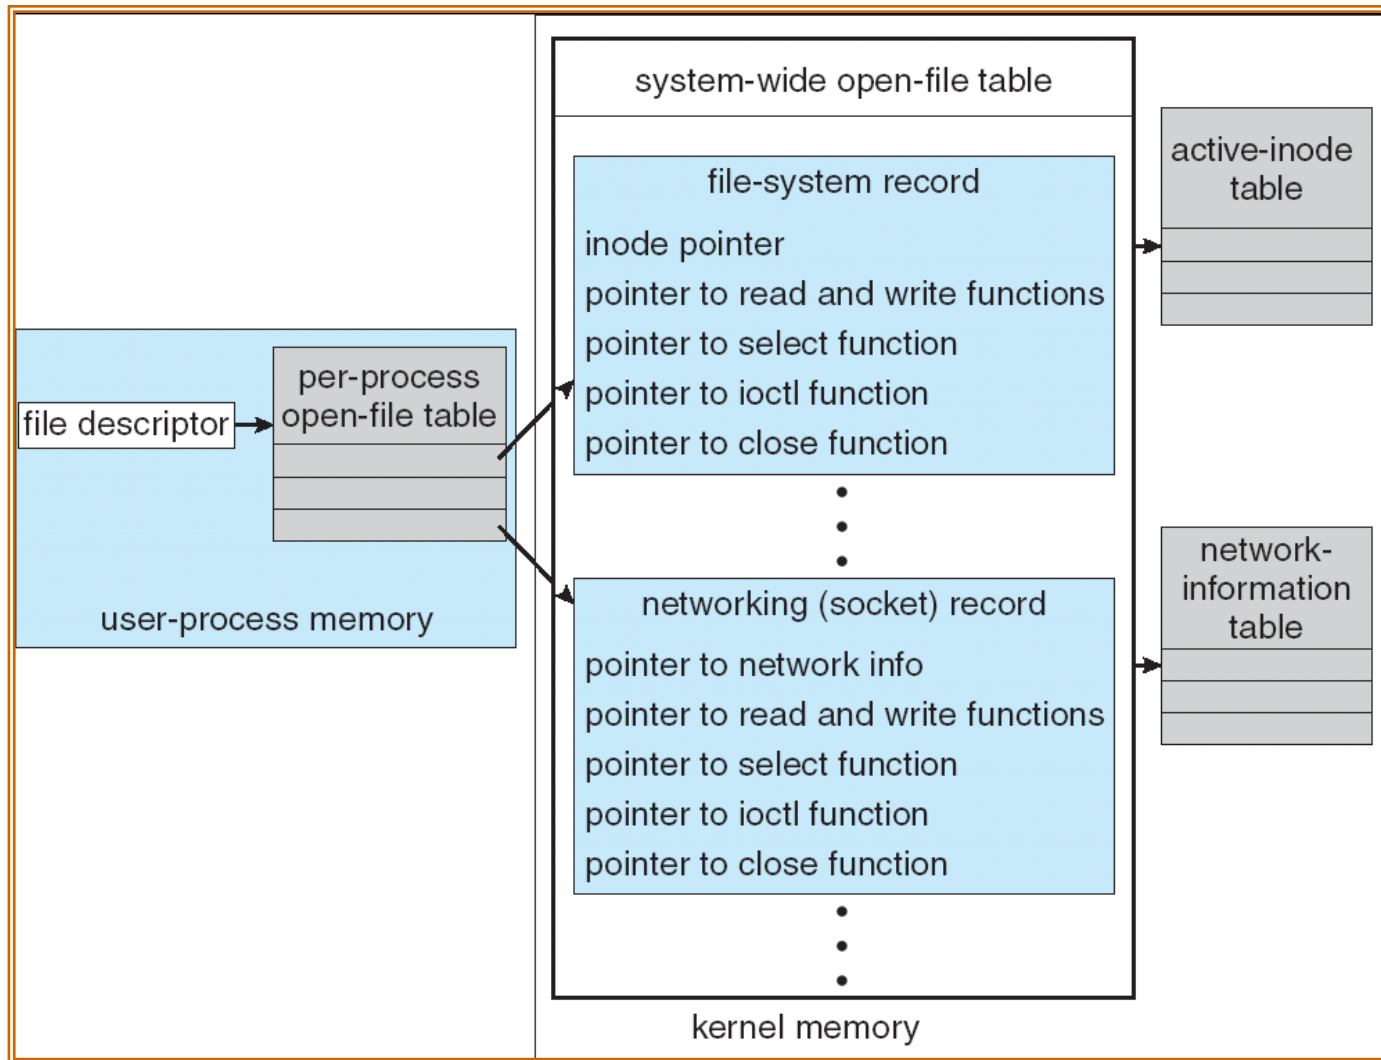 system-wide open-file table
file-system record
inode pointer
pointer to read and write functions
pointer to select function
pointer to ioctl function
pointer to close function
active-inode
table
file descriptor
per-process
open-file table
user-process memory
networking (socket) record
pointer to network info
pointer to read and write functions
pointer to select function
pointer to ioctl function
pointer to close function
network-
information
table
kernel memory